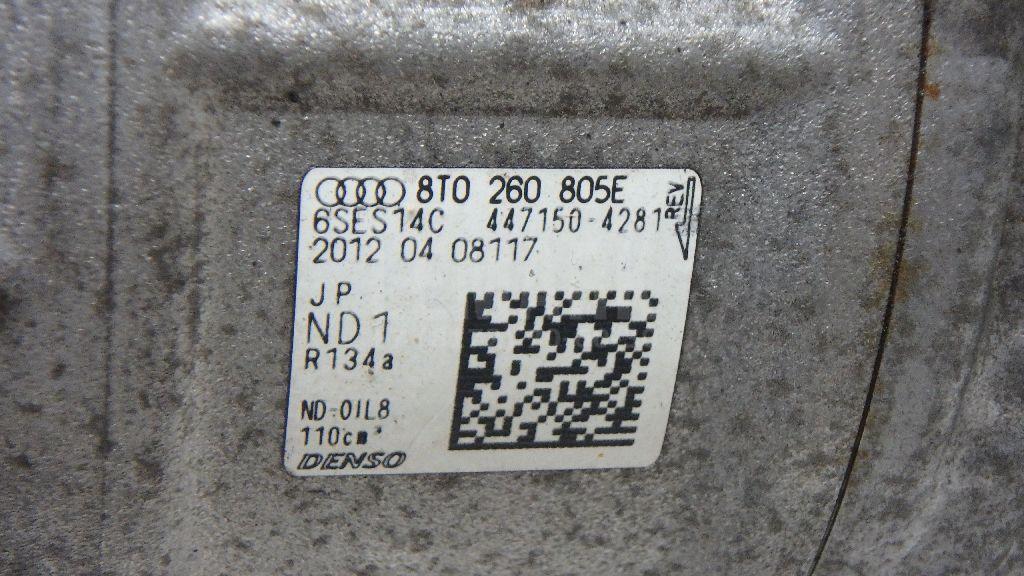 8T0 260 805E
REV
6SES14C 447150-4281
2012 04 08117
JP
ND1
R134a
ND-OIL8
110cm³
DENSO